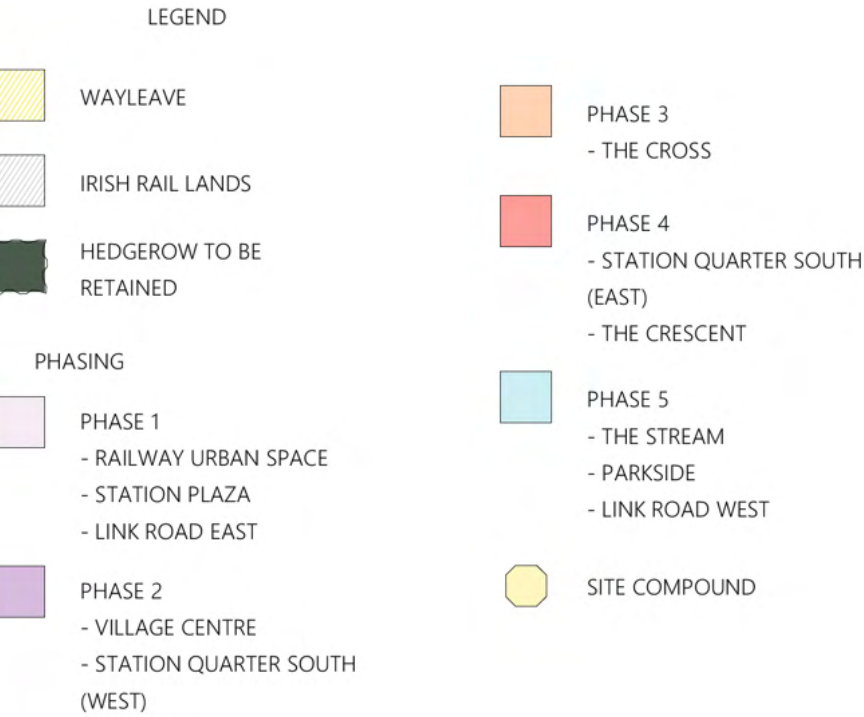 LEGEND
WAYLEAVE
IRISH RAIL LANDS
HEDGEROW TO BE
RETAINED
PHASING
PHASE 1
- RAILWAY URBAN SPACE
- STATION PLAZA
- LINK ROAD EAST
PHASE 2
- VILLAGE CENTRE
- STATION QUARTER SOUTH
(WEST)
PHASE 3
- THE CROSS
PHASE 4
- STATION QUARTER SOUTH
(EAST)
- THE CRESCENT
PHASE 5
- THE STREAM
- PARKSIDE
- LINK ROAD WEST
SITE COMPOUND